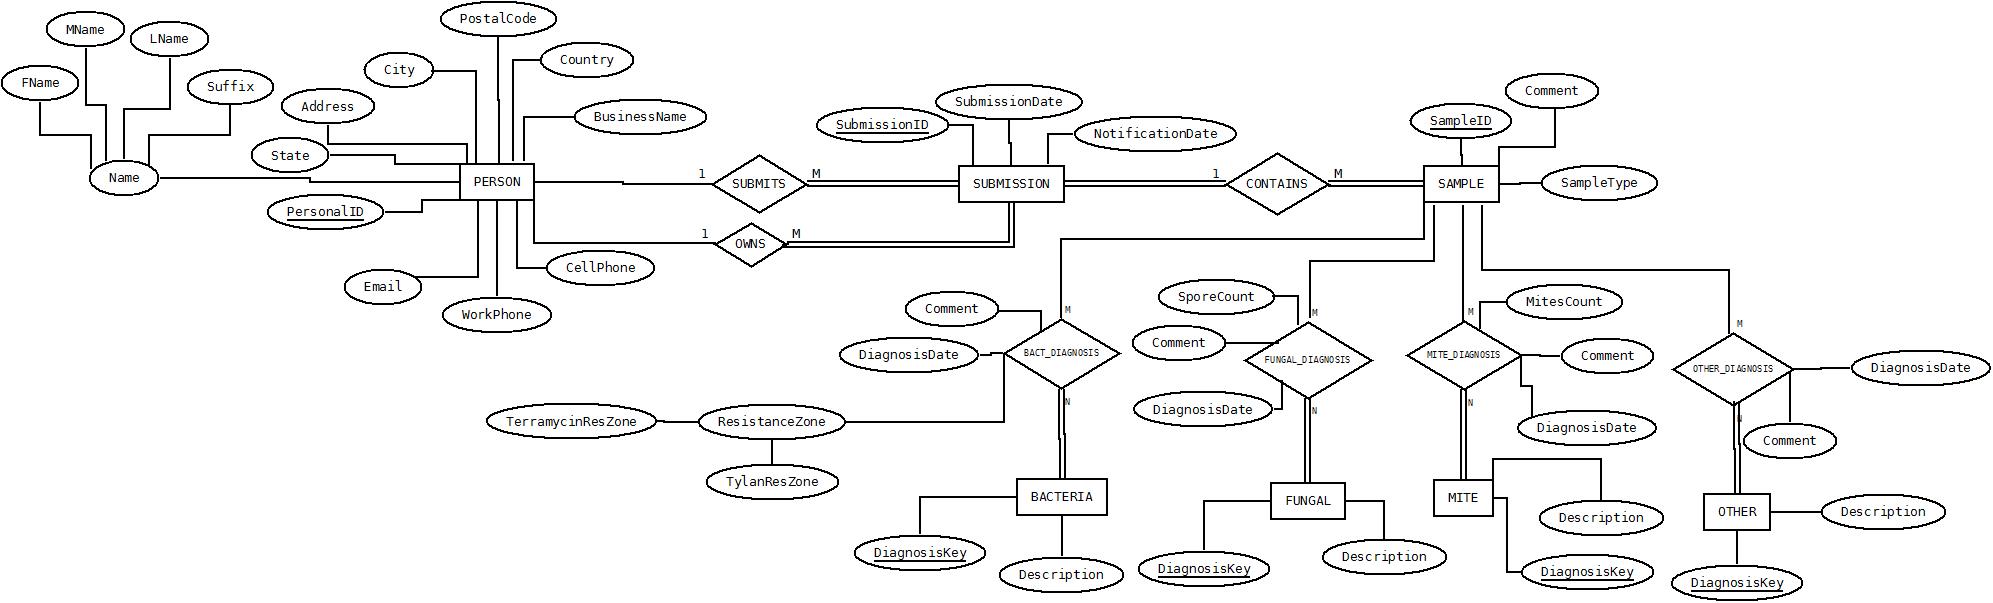 PostalCode
MName
LName
Country
City
FName
Suffix
Comment
SubmissionDate
Address
BusinessName
SampleID
SubmissionID
NotificationDate
State
Name
PERSON
1
SUBMITS
M
SUBMISSION
1
CONTAINS
M
SAMPLE
SampleType
PersonalID
1
OWNS
M
CellPhone
Email
WorkPhone
SporeCount
MitesCount
Comment
M
M
M
M
Comment
DiagnosisDate
BACT_DIAGNOSIS
FUNGAL_DIAGNOSIS
MITE_DIAGNOSIS
Comment
OTHER_DIAGNOSIS
DiagnosisDate
N
N
N
N
DiagnosisDate
TerramycinResZone
ResistanceZone
DiagnosisDate
Comment
TylanResZone
BACTERIA
FUNGAL
MITE
OTHER
Description
Description
DiagnosisKey
Description
DiagnosisKey
Description
DiagnosisKey
DiagnosisKey